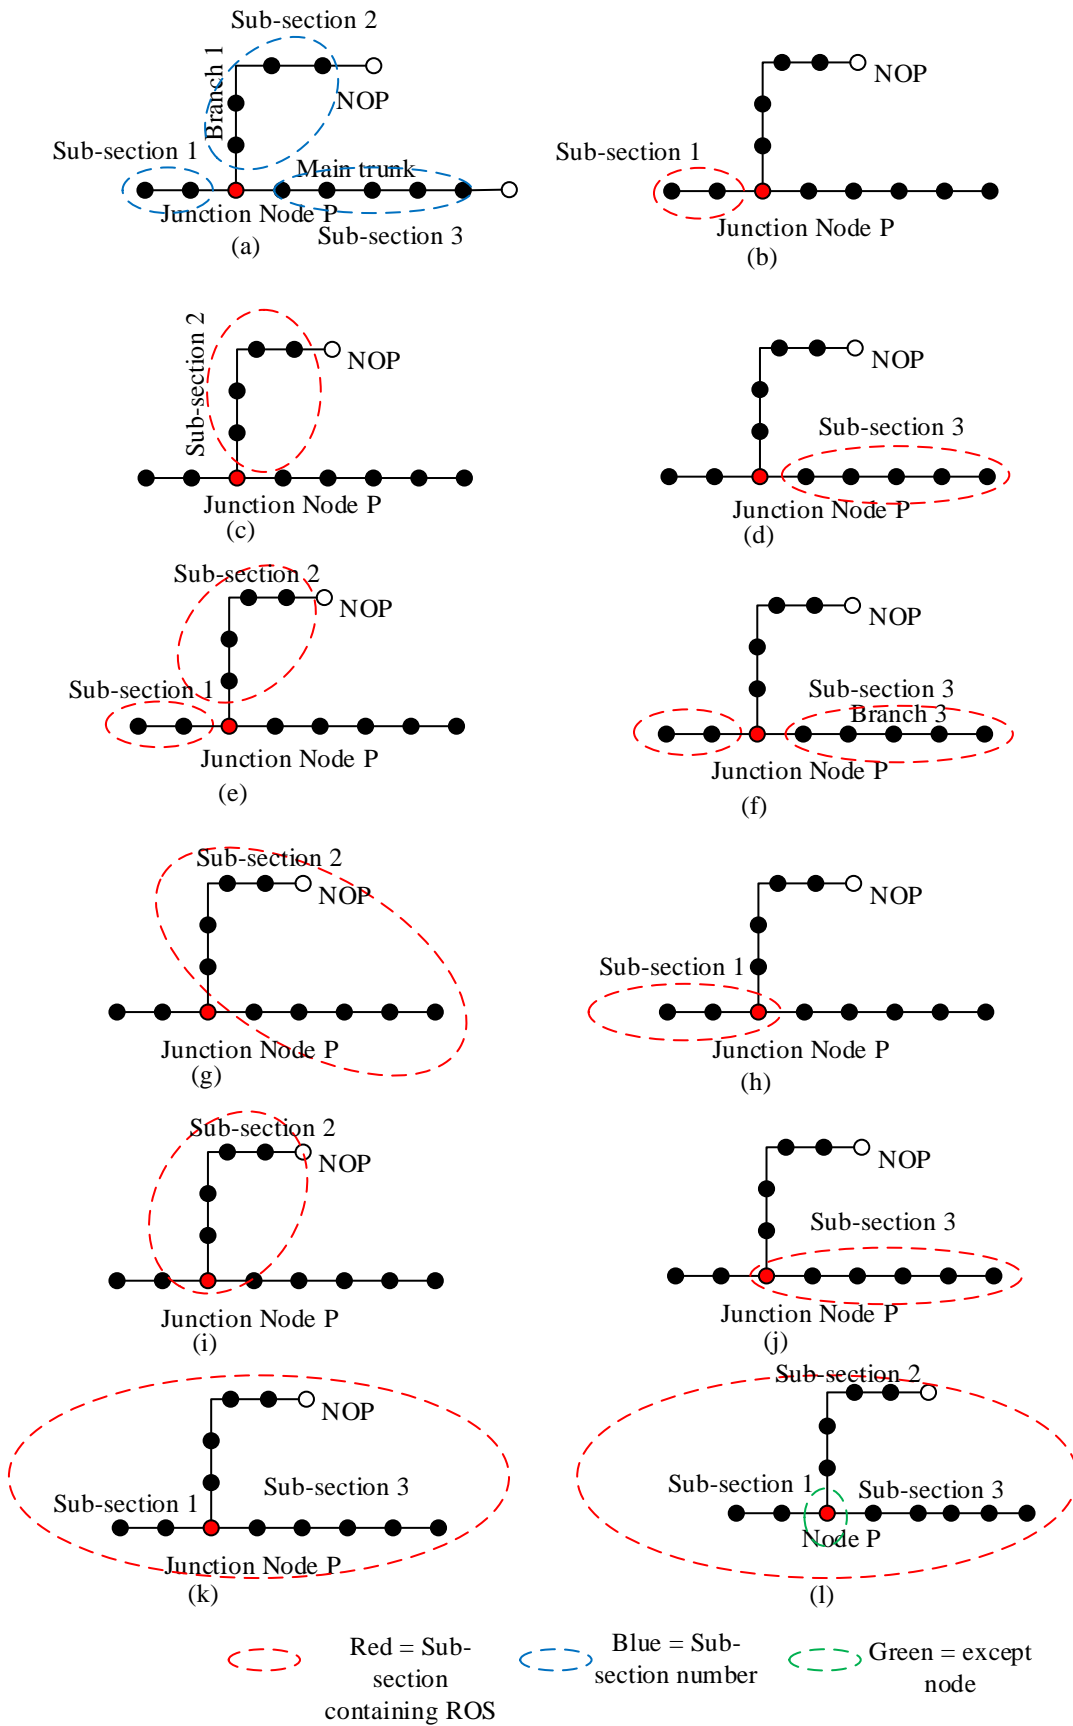 Sub-section 2
Branch 1
NOP
Sub-section 1
Main trunk
Junction Node P
Sub-section 3
(a)
NOP
Sub-section 1
Junction Node P
(b)
Sub-section 2
NOP
Junction Node P
(c)
NOP
Sub-section 3
Junction Node P
(d)
Sub-section 2
NOP
Sub-section 1
Junction Node P
(e)
NOP
Sub-section 3
Branch 3
Junction Node P
(f)
Sub-section 2
NOP
Junction Node P
(g)
NOP
Sub-section 1
Junction Node P
(h)
Sub-section 2
NOP
Junction Node P
(i)
NOP
Sub-section 3
Junction Node P
(j)
NOP
Sub-section 3
Sub-section 1
Junction Node P
(k)
Sub-section 2
Sub-section 1
Sub-section 3
Node P
(l)
Red = Sub-
section
containing ROS
Blue = Sub-
section number
Green = except
node